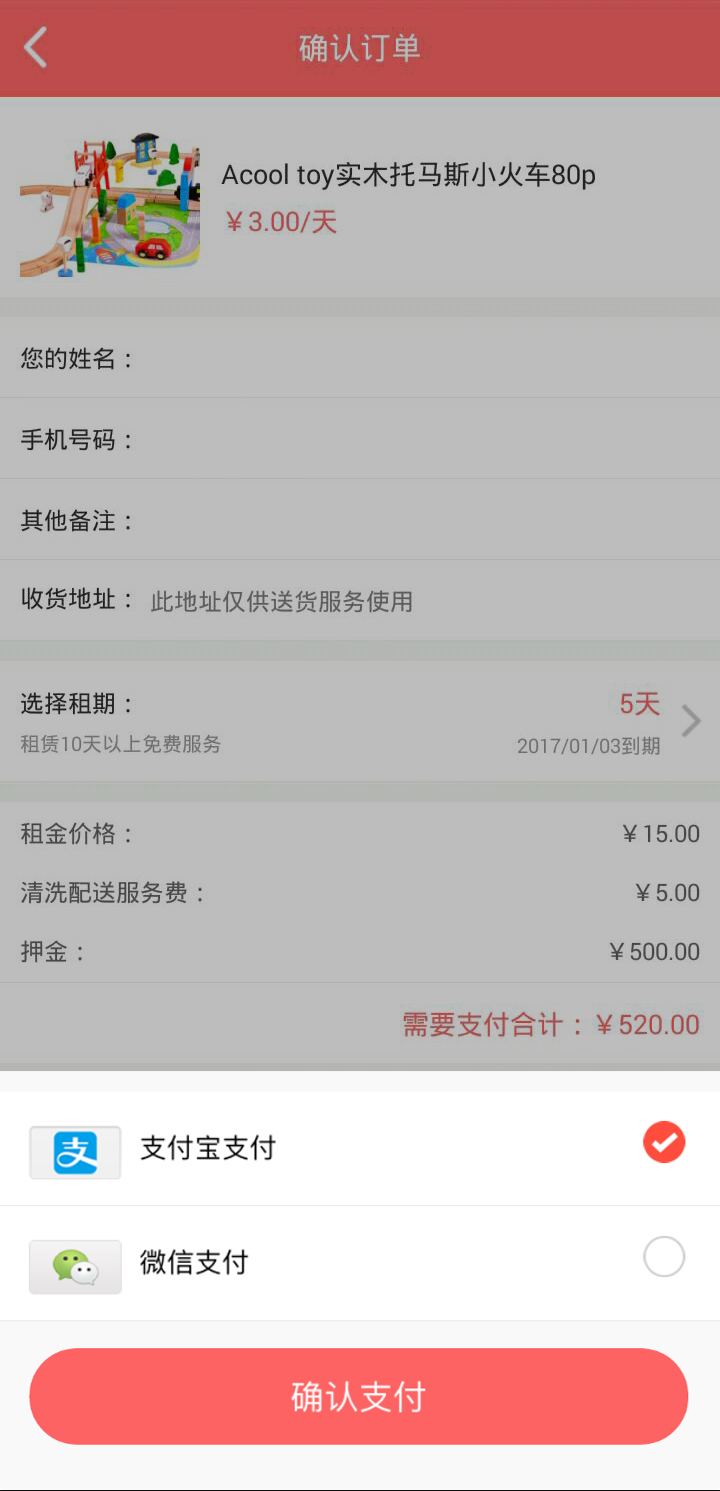 确认订单
Acool toy实木托马斯小火车80p
￥3.00/天
您的姓名：
手机号码：
其他备注：
收货地址： 此地址仅供送货服务使用
选择租期： 5天
租赁10天以上免费服务 2017/01/03到期
租金价格： ￥15.00
清洗配送服务费： ￥5.00
押金： ￥500.00
需要支付合计：￥520.00
支 支付宝支付
微信支付
确认支付